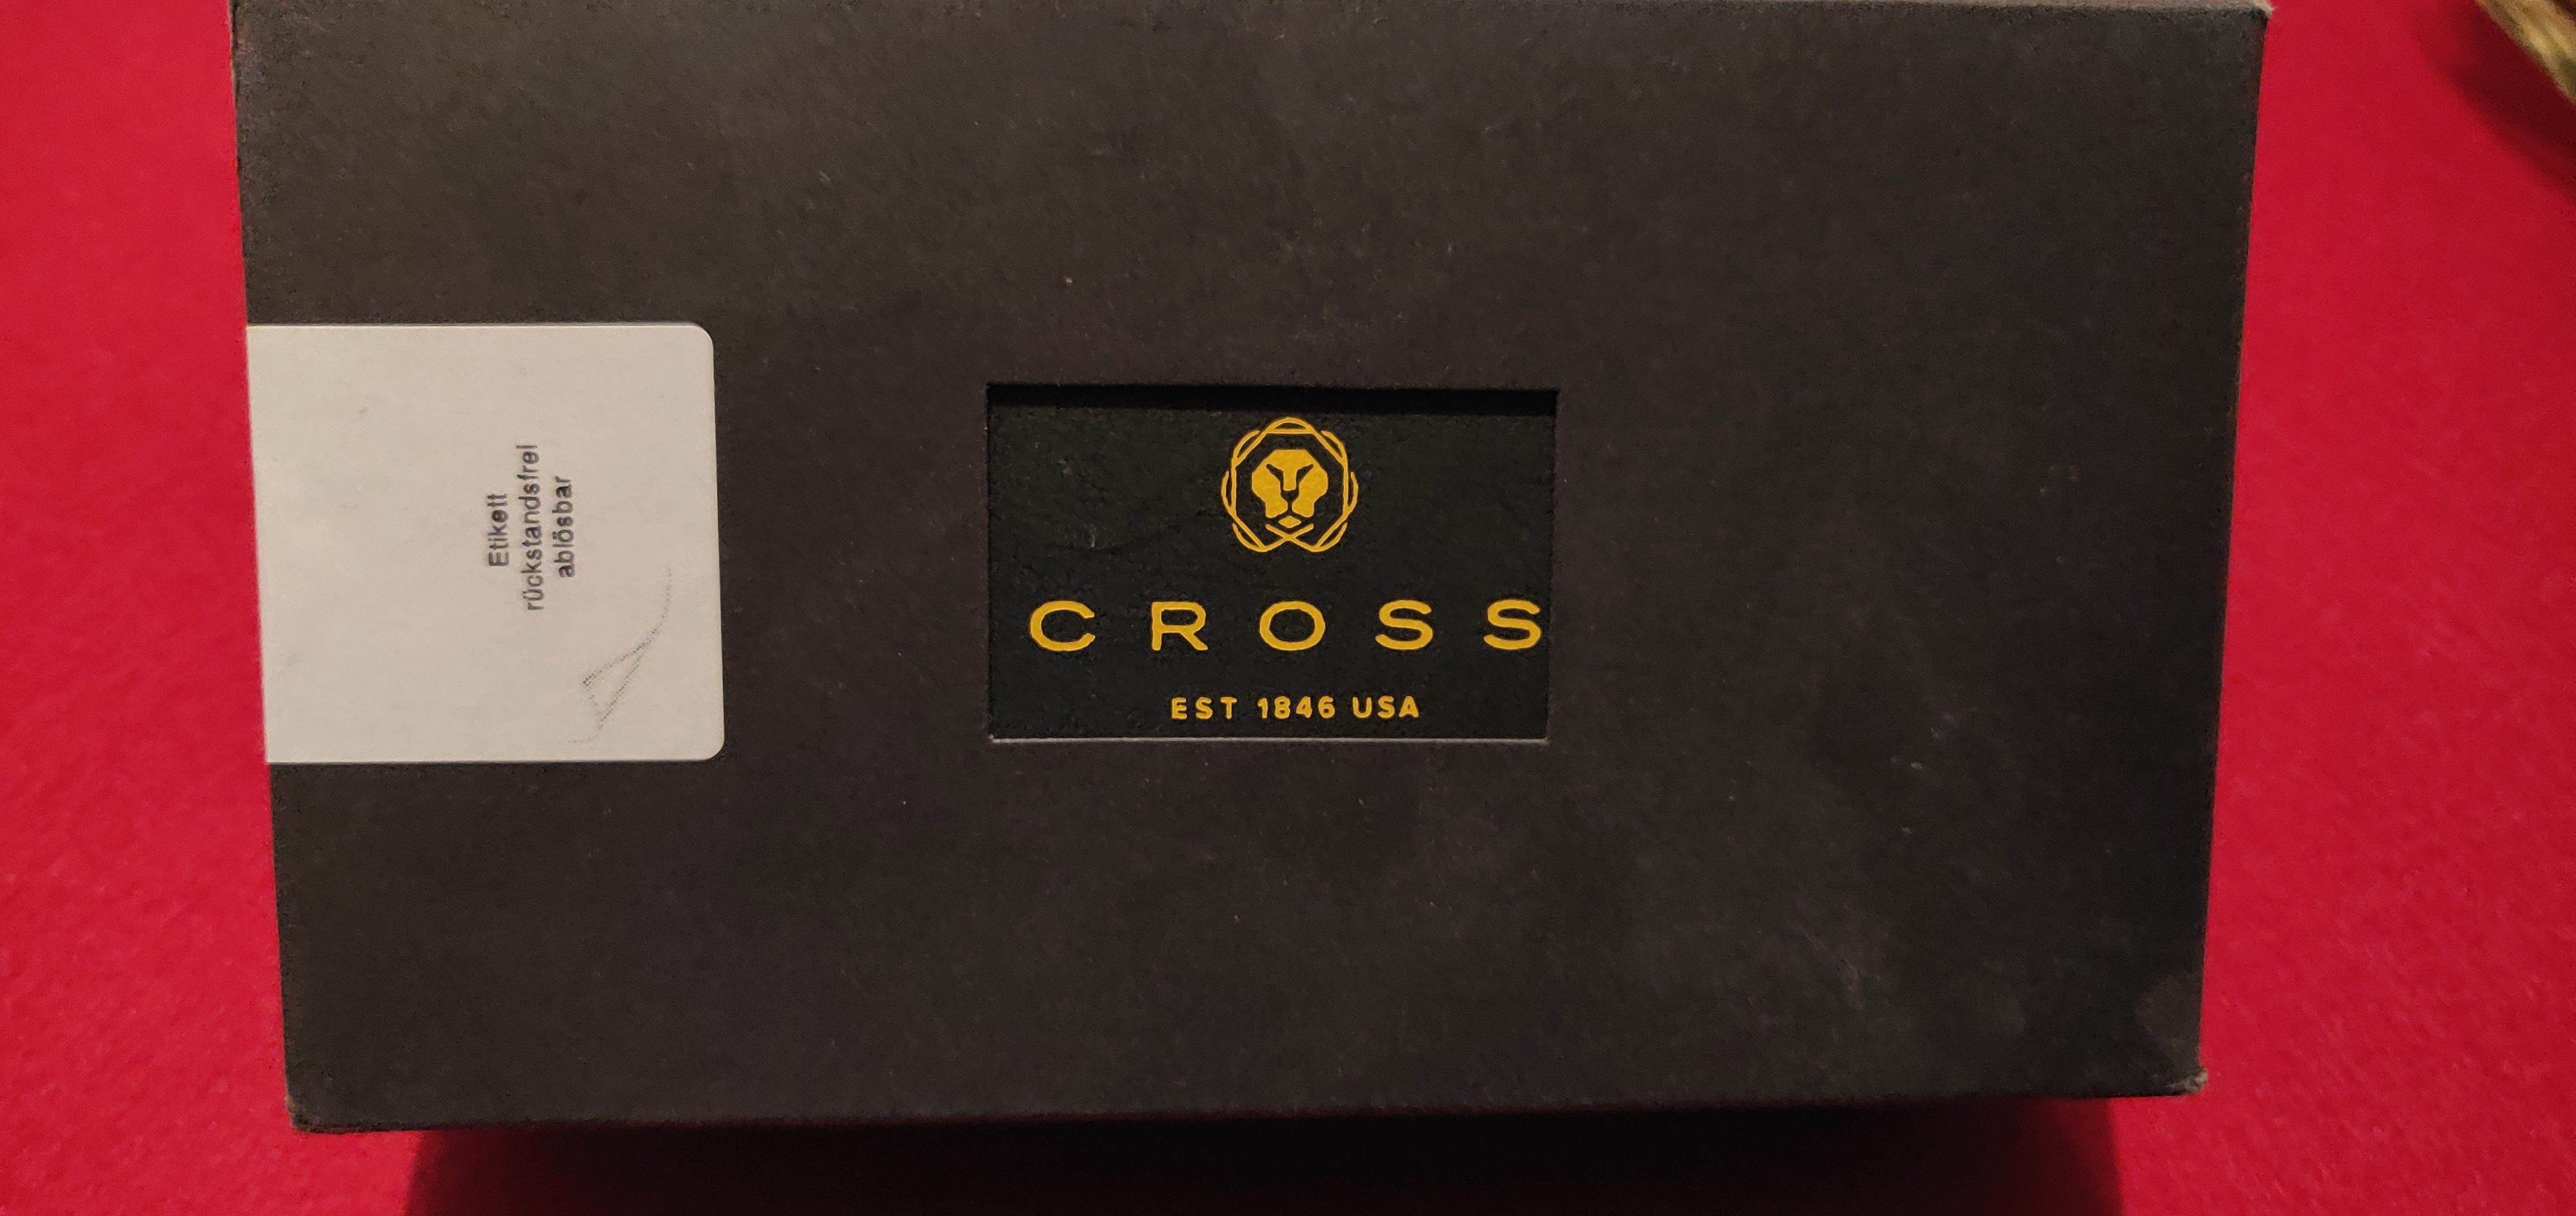 Etikett
rückstandsfrei
ablösbar
CROSS
EST 1846 USA